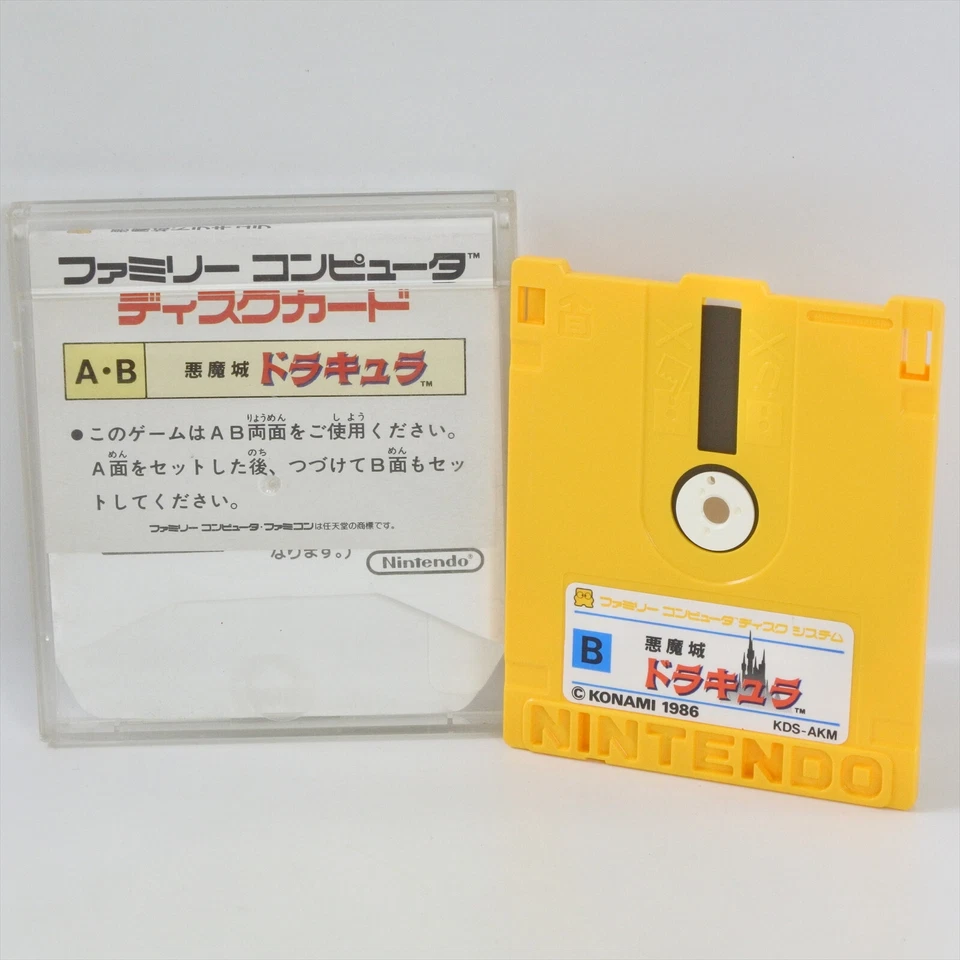 ファミリー コンピュータ™
ディスクカード
A・B 悪魔城 ドラキュラ™
●このゲームはAB両面をご使用ください。
A面をセットした後、つづけてB面もセッ
トしてください。
ファミリー コンピュータ・ファミコンは任天堂の商標です。
なります。)
Nintendo®
ファミリー コンピュータ™ ディスク システム
B 悪魔城
ドラキュラ™
© KONAMI 1986
KDS-AKM
NINTENDO